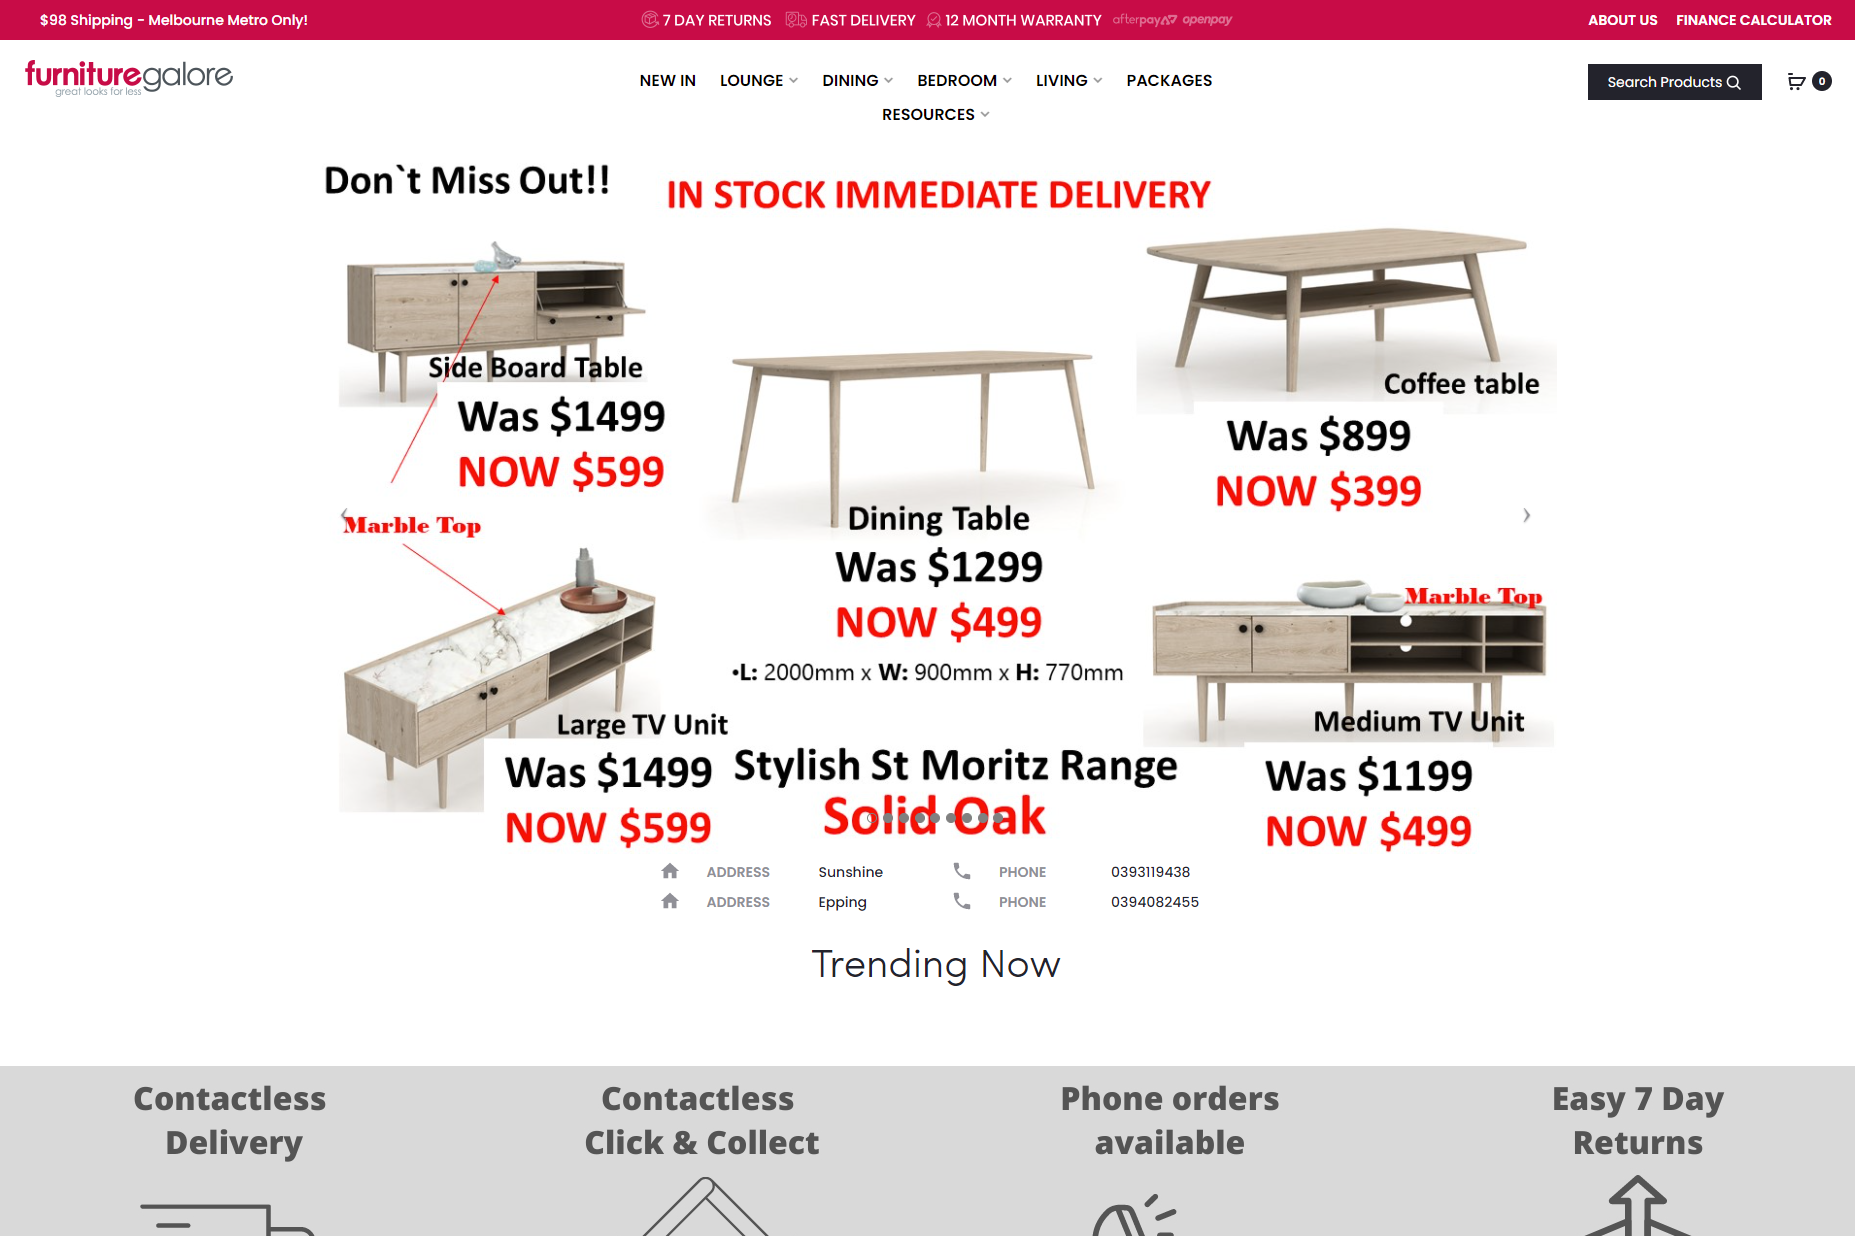 $98 Shipping - Melbourne Metro Only!
7 DAY RETURNS FAST DELIVERY 12 MONTH WARRANTY afterpay openpay
ABOUT US FINANCE CALCULATOR
furnituregalore
great looks for less
NEW IN LOUNGE DINING BEDROOM LIVING PACKAGES
RESOURCES
Search Products
0
Don`t Miss Out!!
IN STOCK IMMEDIATE DELIVERY
Side Board Table
Was $1499
NOW $599
Marble Top
Coffee table
Was $899
NOW $399
Dining Table
Was $1299
NOW $499
•L: 2000mm x W: 900mm x H: 770mm
Marble Top
Large TV Unit
Was $1499
NOW $599
Stylish St Moritz Range
Solid Oak
Medium TV Unit
Was $1199
NOW $499
ADDRESS Sunshine PHONE 0393119438
ADDRESS Epping PHONE 0394082455
Trending Now
Contactless
Delivery
Contactless
Click & Collect
Phone orders
available
Easy 7 Day
Returns